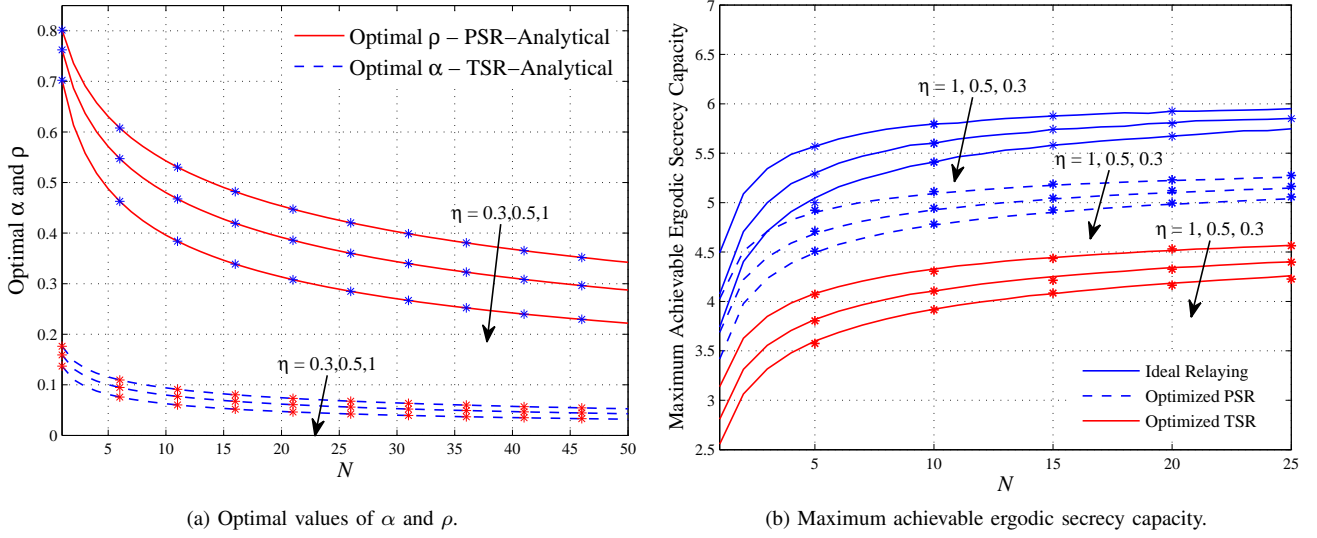 0.8
0.7
0.6
0.5
0.4
0.3
0.2
0.1
0
Optimal α and ρ
Optimal ρ – PSR–Analytical
Optimal α – TSR–Analytical
η = 0.3,0.5,1
η = 0.3,0.5,1
5 10 15 20 25 30 35 40 45 50
N
(a) Optimal values of α and ρ.
7
6.5
6
5.5
5
4.5
4
3.5
3
2.5
Maximum Achievable Ergodic Secrecy Capacity
η = 1, 0.5, 0.3
η = 1, 0.5, 0.3
η = 1, 0.5, 0.3
Ideal Relaying
Optimized PSR
Optimized TSR
5 10 15 20 25
N
(b) Maximum achievable ergodic secrecy capacity.